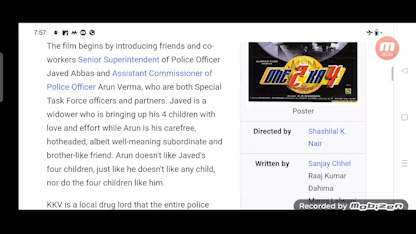 7:57
The film begins by introducing friends and co-
workers Senior Superintendent of Police Officer
Javed Abbas and Assistant Commissioner of
Police Officer Arun Verma, who are both Special
Task Force officers and partners. Javed is a
widower who is bringing up his 4 children with
love and effort while Arun is his carefree,
hotheaded, albeit well-meaning subordinate and
brother-like friend. Arun doesn't like Javed's
four children, just like he doesn't like any child,
nor do the four children like him.
KKV is a local drug lord that the entire police
ONE 2 KA 4
Poster
Directed by
Shashilal K.
Nair
Written by
Sanjay Chhel
Raaj Kumar
Dahima
Recorded by
Mobizen